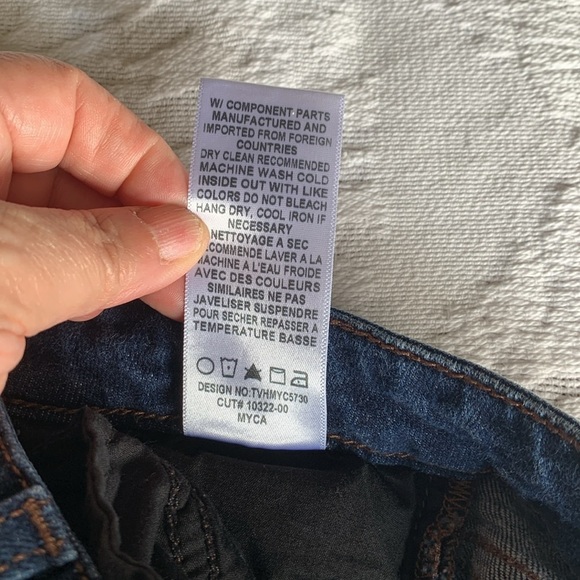 W/ COMPONENT PARTS
MANUFACTURED AND
IMPORTED FROM FOREIGN
COUNTRIES
DRY CLEAN RECOMMENDED
MACHINE WASH COLD
INSIDE OUT WITH LIKE
COLORS DO NOT BLEACH
HANG DRY, COOL IRON IF
NECESSARY
NETTOYAGE A SEC
LAVER A LA
MACHINE A L'EAU FROIDE
AVEC DES COULEURS
SIMILAIRES NE PAS
JAVELISER SUSPENDRE
POUR SECHER REPASSER A
TEMPERATURE BASSE
DESIGN NO:TVHMYC5730
CUT# 10322-00
MYCA